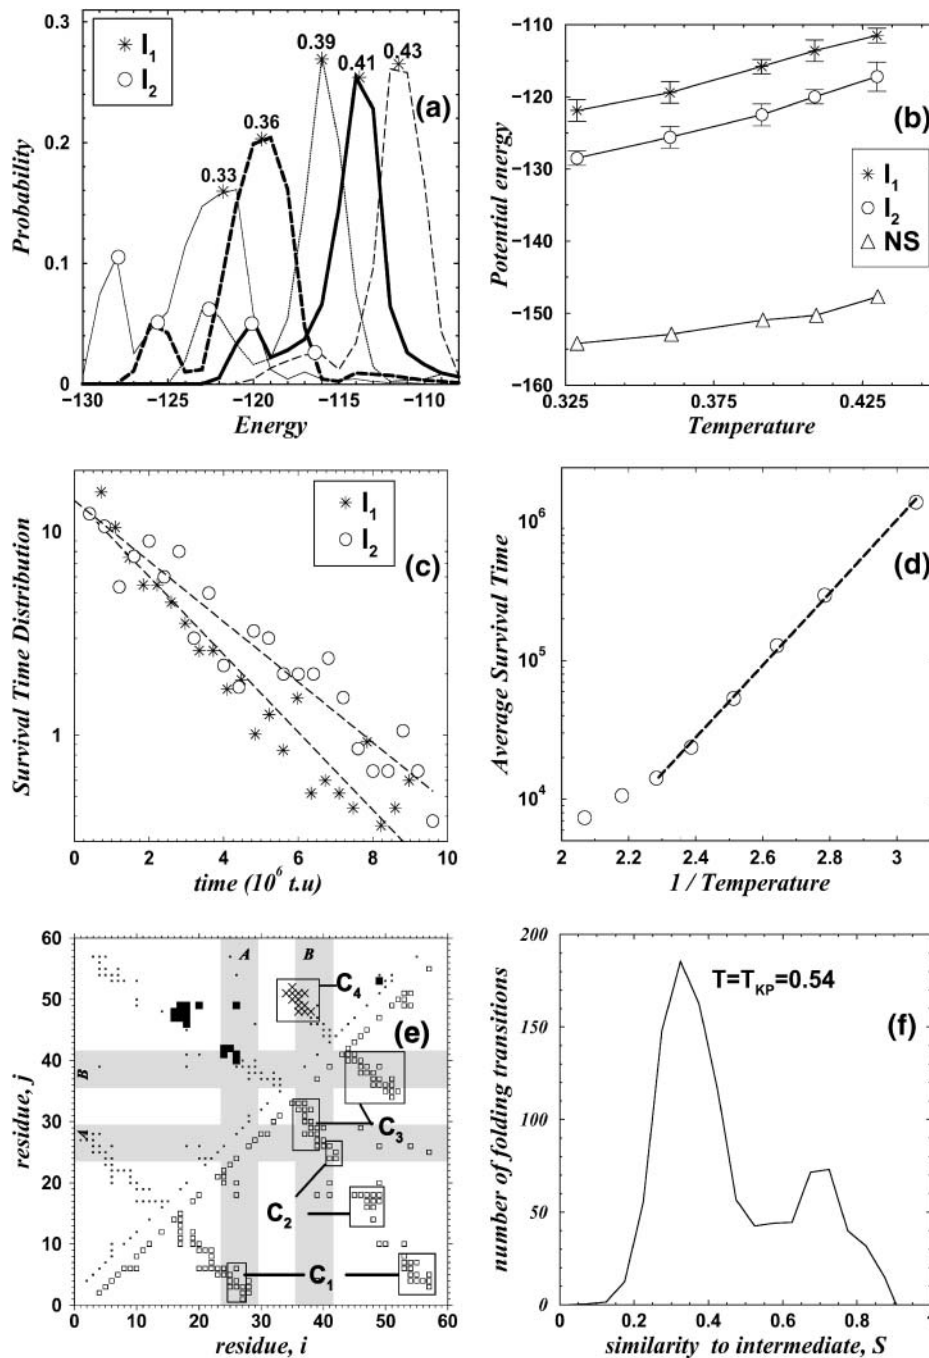 0.3
0.2
0.1
0
I1
I2
0.33
0.36
0.39
0.41
0.43
(a)
Probability
−130 −124 −119 −114 −108
Energy
−110
−120
−130
−140
−150
−160
(b)
I1
I2
NS
Potential energy
0.325 0.375 0.425
Temperature
10
1
I1
I2
(c)
Survival Time Distribution
0 2 4 6 8 10
time (10^6 t.u)
10^6
10^5
10^4
(d)
Average Survival Time
2 2.2 2.4 2.6 2.8 3
1 / Temperature
60
50
40
30
20
10
0
A B
C4
(e)
B
A
C3
C2
C1
residue, j
0 10 20 30 40 50 60
residue, i
200
150
100
50
0
T=TKP=0.54
(f)
number of folding transitions
0 0.2 0.4 0.6 0.8 1
similarity to intermediate, S